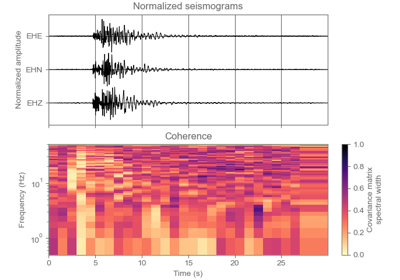 Normalized seismograms
EHE
EHN
EHZ
Normalized amplitude
Coherence
10¹
10⁰
Frequency (Hz)
0 5 10 15 20 25
Time (s)
1.0
0.8
0.6
0.4
0.2
0.0
Covariance matrix
spectral width